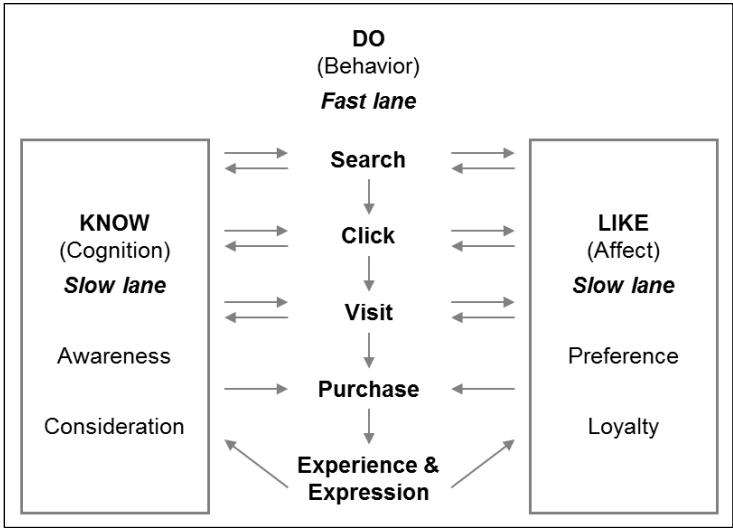 DO
(Behavior)
Fast lane
Search
Click
Visit
Purchase
Experience &
Expression
KNOW
(Cognition)
Slow lane
Awareness
Consideration
LIKE
(Affect)
Slow lane
Preference
Loyalty